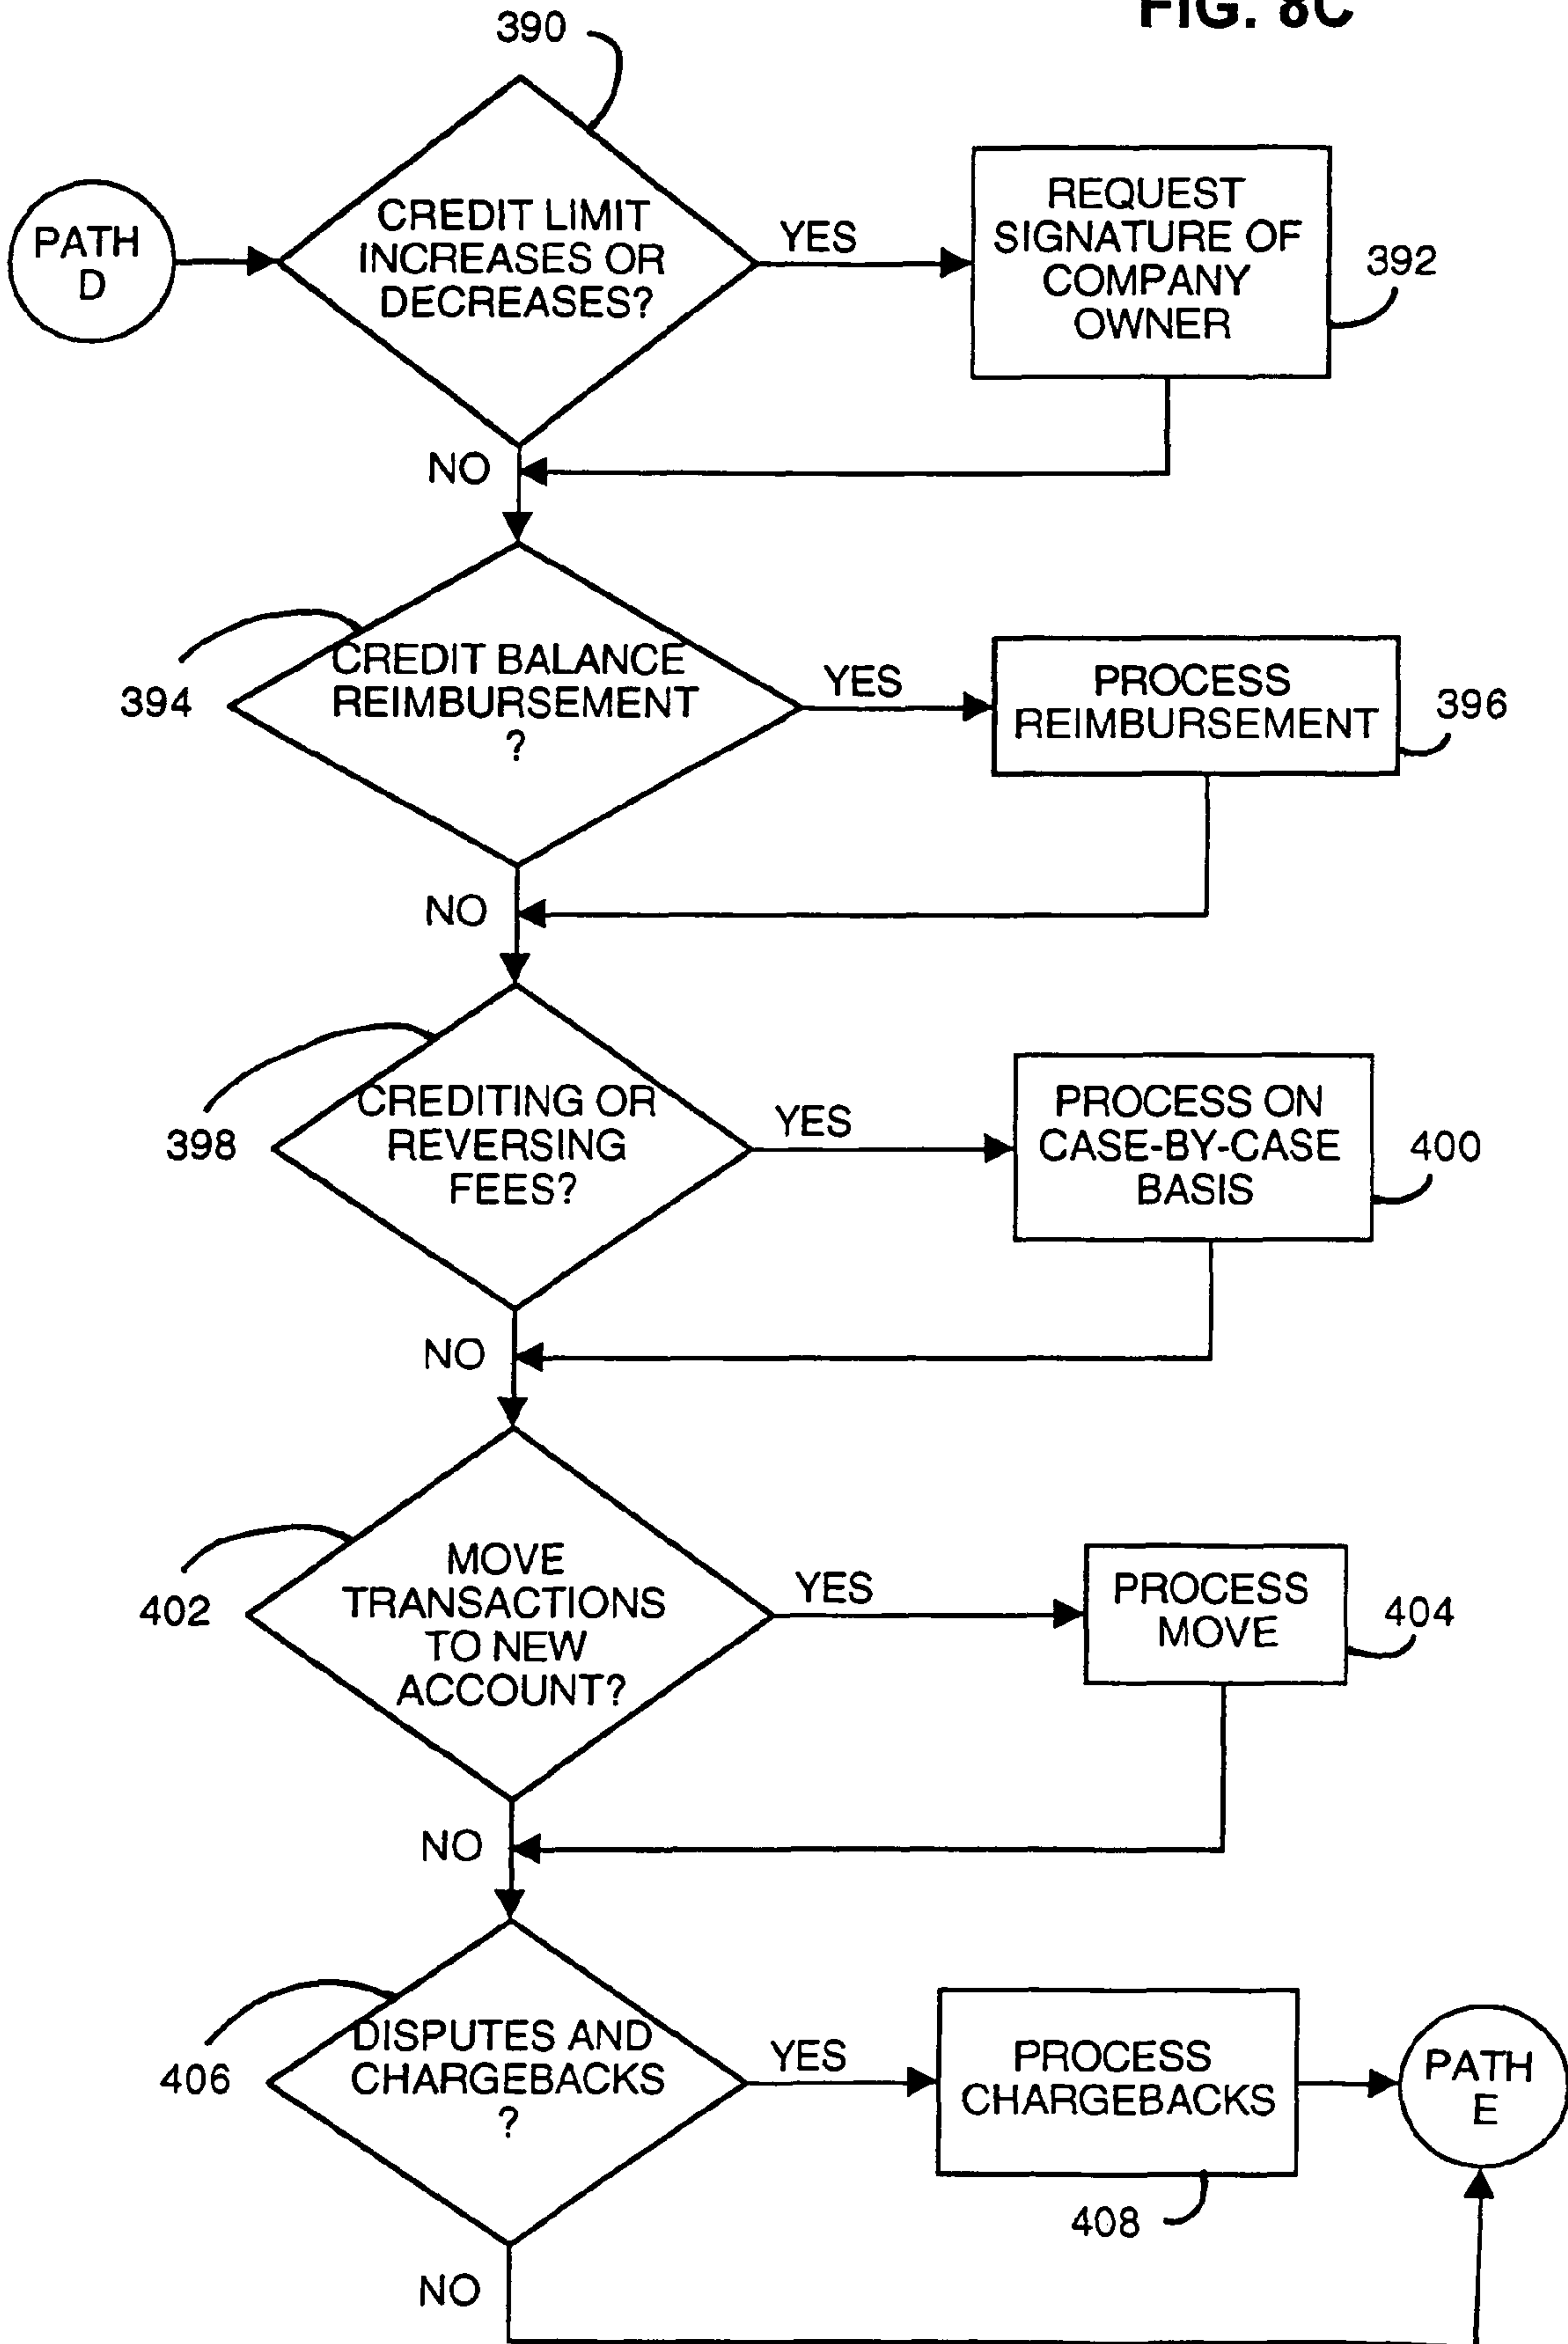 FIG. 8C
390
PATH
D
CREDIT LIMIT
INCREASES OR
DECREASES?
YES
REQUEST
SIGNATURE OF
COMPANY
OWNER
392
NO
394
CREDIT BALANCE
REIMBURSEMENT
?
YES
PROCESS
REIMBURSEMENT
396
NO
398
CREDITING OR
REVERSING
FEES?
YES
PROCESS ON
CASE-BY-CASE
BASIS
400
NO
402
MOVE
TRANSACTIONS
TO NEW
ACCOUNT?
YES
PROCESS
MOVE
404
NO
406
DISPUTES AND
CHARGEBACKS
?
YES
PROCESS
CHARGEBACKS
408
PATH
E
NO